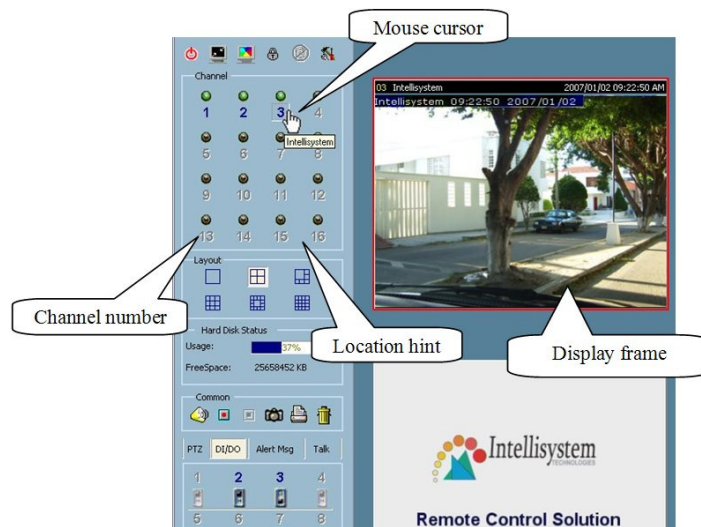 Mouse cursor
Channel
1 2 3 4
Intellisystem
5 6 7 8
9 10 11 12
13 14 15 16
Layout
Channel number
Location hint
Hard Disk Status
Usage: 37%
FreeSpace: 25658452 KB
Common
PTZ DI/DO Alert Msg Talk
1 2 3 4
5 6 7 8
03 Intellisystem 2007/01/02 09:22:50 AM
Intellisystem 09:22:50 2007/01/02
Display frame
Intellisystem
TECHNOLOGIES
Remote Control Solution